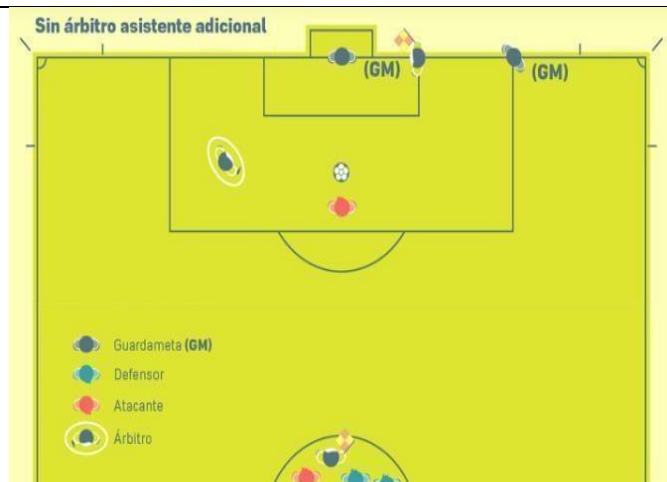 Sin árbitro asistente adicional
(GM)
(GM)
Guardameta (GM)
Defensor
Atacante
Árbitro